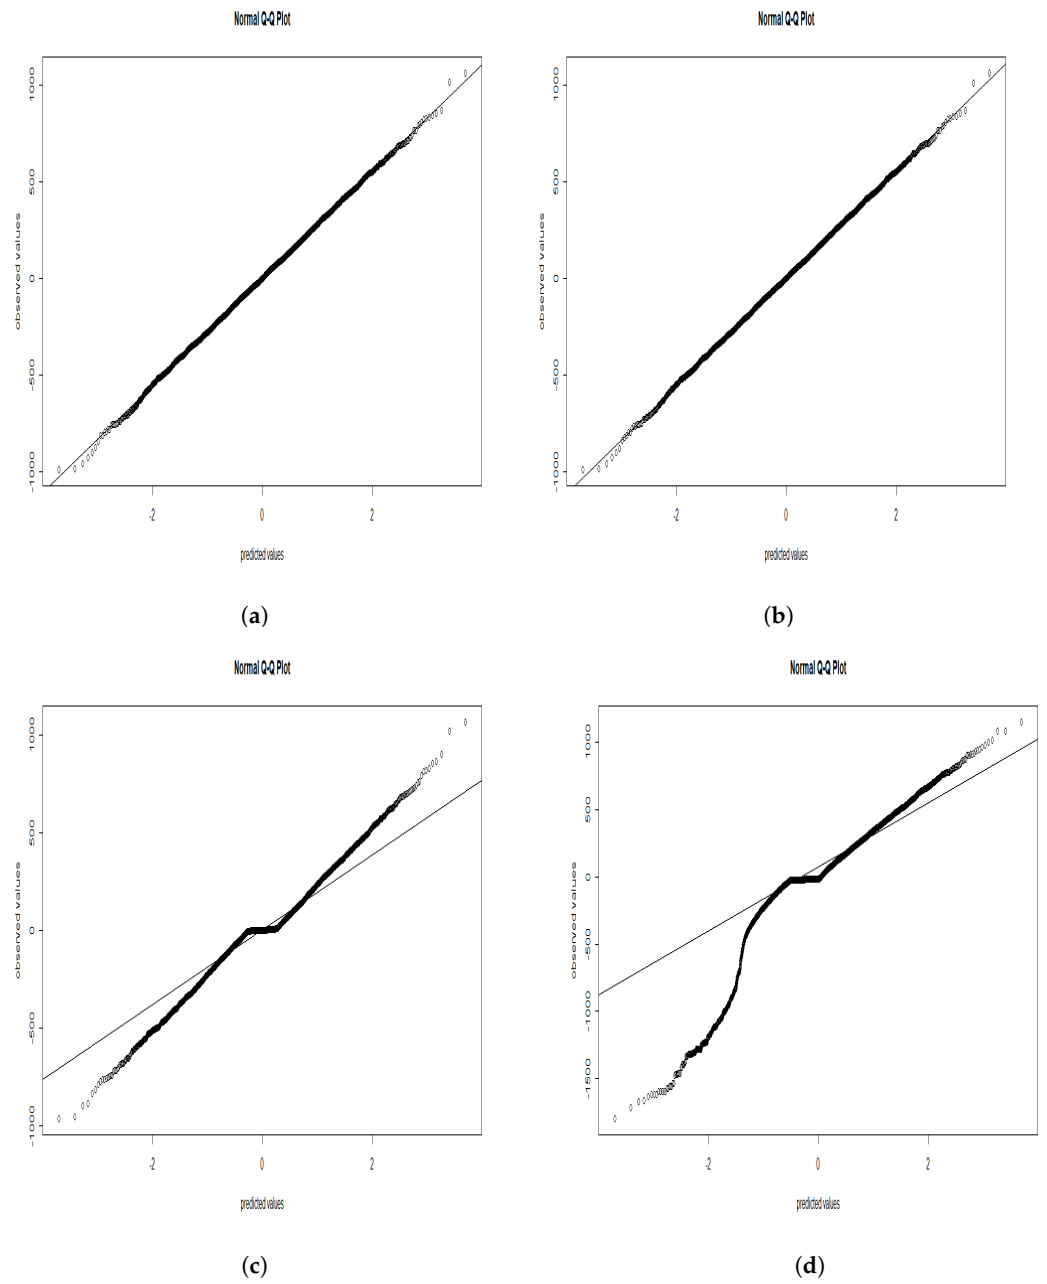 Normal Q-Q Plot
Normal Q-Q Plot
observed values
-1000 -500 0 500 1000
observed values
-1000 -500 0 500 1000
-2 0 2
-2 0 2
predicted values
predicted values
(a)
(b)
Normal Q-Q Plot
Normal Q-Q Plot
observed values
-1000 -500 0 500 1000
observed values
-1500 -1000 -500 0 500 1000
-2 0 2
-2 0 2
predicted values
predicted values
(c)
(d)